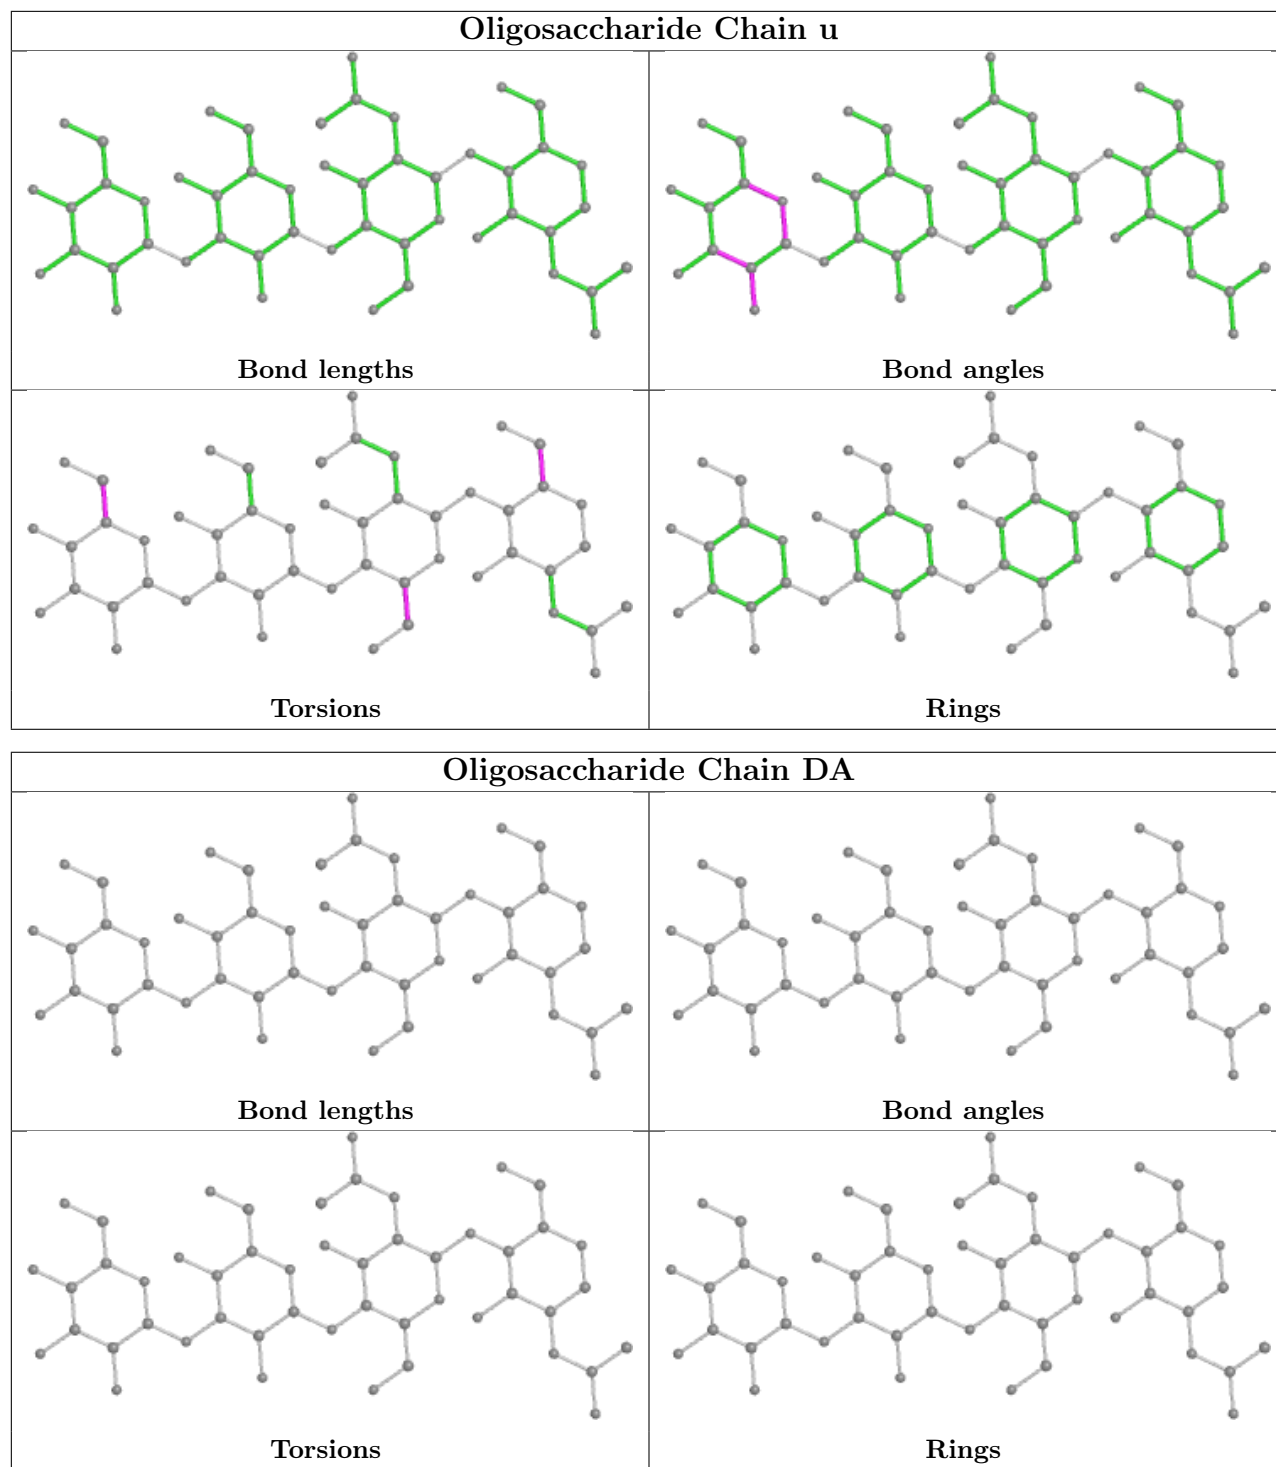 Oligosaccharide Chain u
Bond lengths
Bond angles
Torsions
Rings
Oligosaccharide Chain DA
Bond lengths
Bond angles
Torsions
Rings